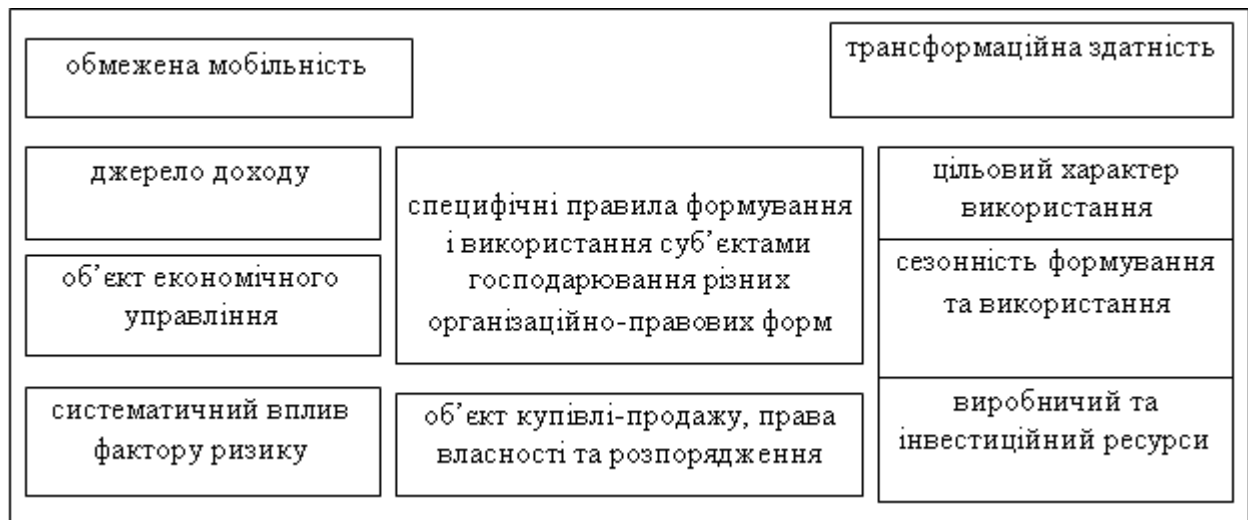 обмежена мобільність
трансформаційна здатність
джерело доходу
специфічні правила формування
і використання суб’єктами
господарювання різних
організаційно-правових форм
цільовий характер
використання
об’єкт економічного
управління
сезонність формування
та використання
систематичний вплив
фактору ризику
об’єкт купівлі-продажу, права
власності та розпорядження
виробничий та
інвестиційний ресурси